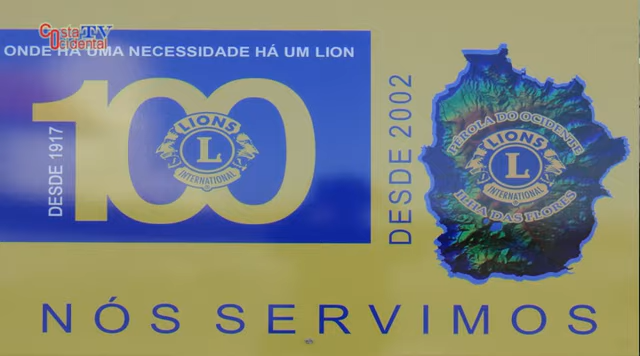 Costa
Ocidental
TV
ONDE HÁ UMA NECESSIDADE HÁ UM LION
DESDE 1917
100
LIONS
L
INTERNATIONAL
DESDE 2002
PÉROLA DO OCIDENTE
LIONS
L
INTERNATIONAL
ILHA DAS FLORES
NÓS SERVIMOS